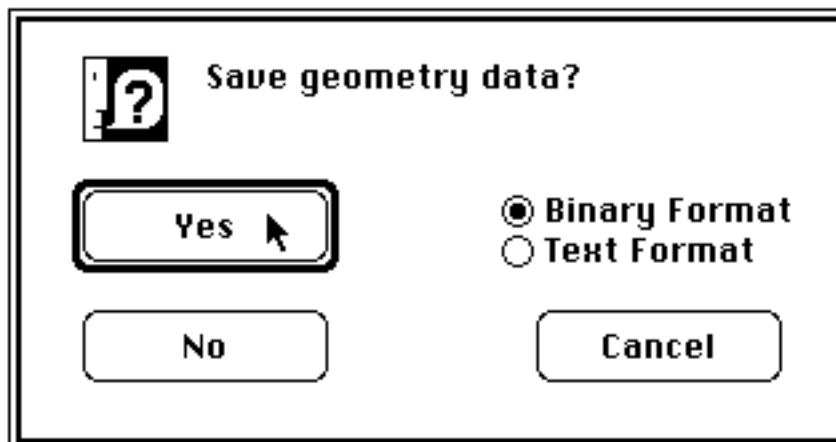 ?
Save geometry data?
Yes
Binary Format
Text Format
No
Cancel